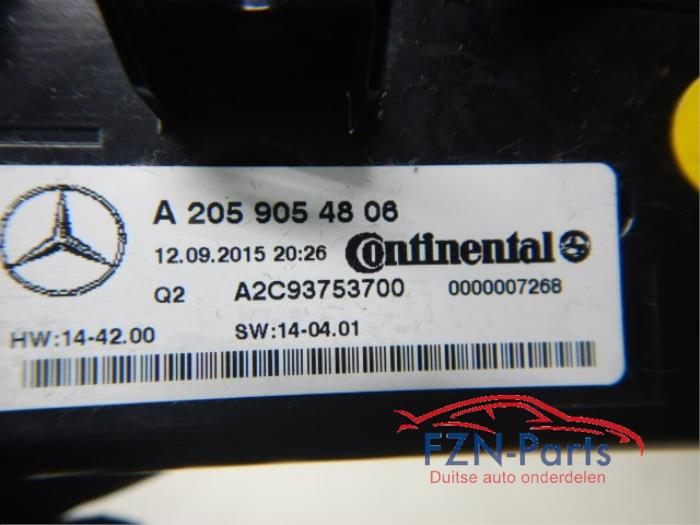 A 205 905 48 06
12.09.2015 20:26 Continental
Q2 A2C93753700 0000007268
HW:14-42.00 SW:14-04.01
FZN-Parts
Duitse auto onderdelen